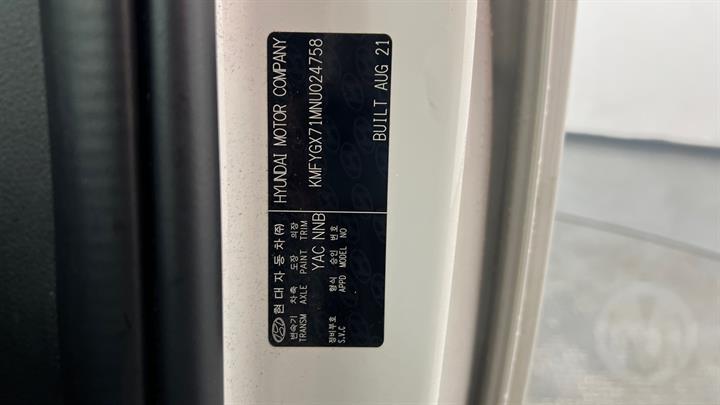 현대자동차(주)
HYUNDAI MOTOR COMPANY
변속기 차축 도장 의장
TRANSM AXLE PAINT TRIM
YAC NNB
KMFYGX71MNU024758
형식 승인 번호
APPD MODEL NO
정비부호
S.V.C
BUILT AUG 21